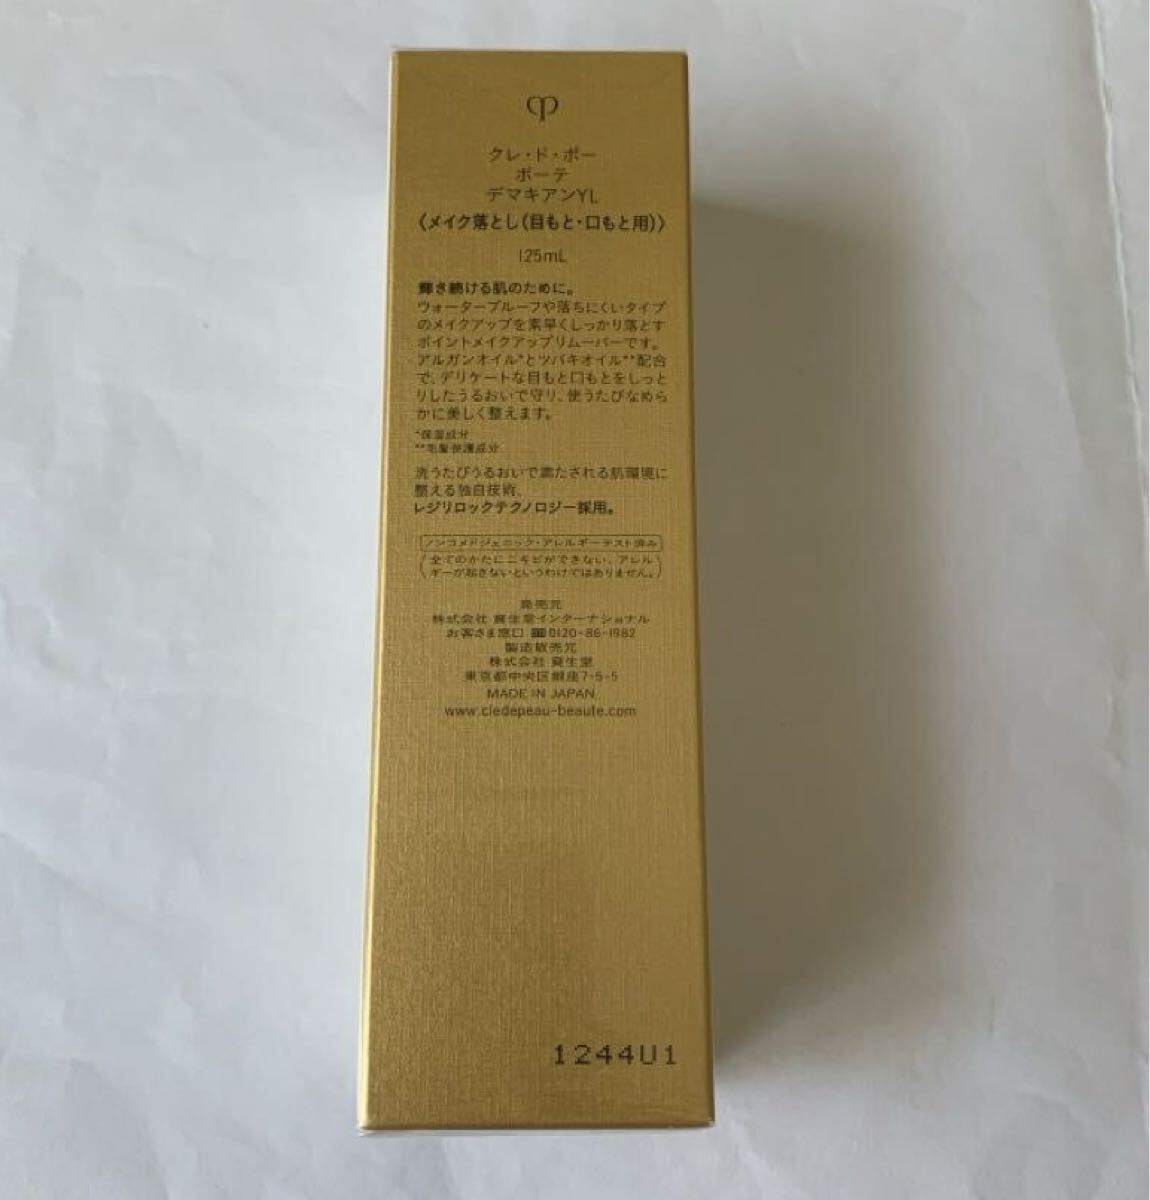 クレ・ド・ポー
ボーテ
デマキアンYL
〈メイク落とし(目もと・口もと用)〉
125mL
輝き続ける肌のために。
ウォータープルーフや落ちにくいタイプ
のメイクアップを素早くしっかり落とす
ポイントメイクアップリムーバーです。
アルガンオイル*とツバキオイル**配合
で、デリケートな目もと口もとをしっと
りしたうるおいで守り、使うたびなめら
かに美しく整えます。
*保湿成分
**毛髪保護成分
洗うたびうるおいで満たされる肌環境に
整える独自技術、
レジリロックテクノロジー採用。
ノンコメドジェニック・アレルギーテスト済み
(全てのかたにニキビができない、アレル
ギーが起きないというわけではありません。)
発売元
株式会社 資生堂インターナショナル
お客さま窓口 0120-86-1982
製造販売元
株式会社 資生堂
東京都中央区銀座7-5-5
MADE IN JAPAN
www.cledepeau-beaute.com
1244U1